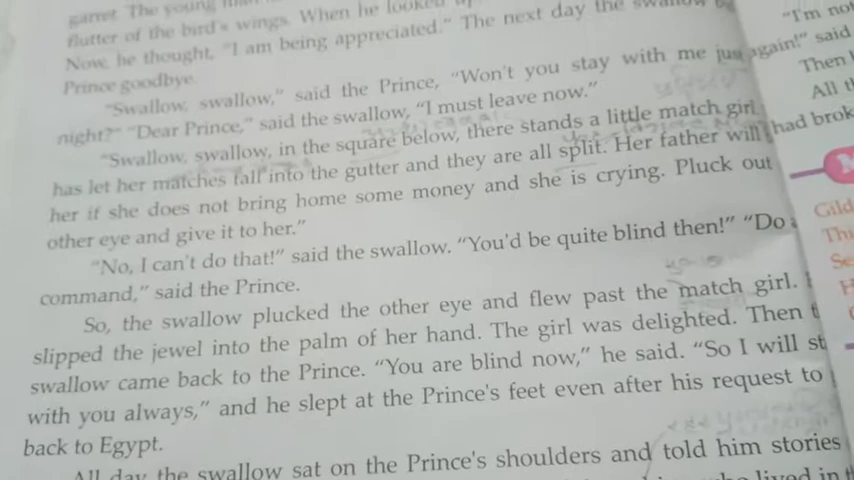 garret. The young
flutter of the bird's wings. When he looked
Now, he thought, "I am being appreciated." The next day the swallow
Prince goodbye.
"Swallow, swallow," said the Prince, "Won't you stay with me
night?" "Dear Prince," said the swallow, "I must leave now."
"Swallow, swallow, in the square below, there stands a little match girl.
has let her matches fall into the gutter and they are all split. Her father will
her if she does not bring home some money and she is crying. Pluck out
other eye and give it to her."
"No, I can't do that!" said the swallow. "You'd be quite blind then!" "Do
command," said the Prince.
So, the swallow plucked the other eye and flew past the match girl.
slipped the jewel into the palm of her hand. The girl was delighted. Then
swallow came back to the Prince. "You are blind now," he said. "So I will
with you always," and he slept at the Prince's feet even after his request to
back to Egypt.
All day the swallow sat on the Prince's shoulders and told him stories
lived in
"I'm not
again!" said
Then
All
had
Gild